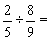 2/5 ÷ 8/9 =